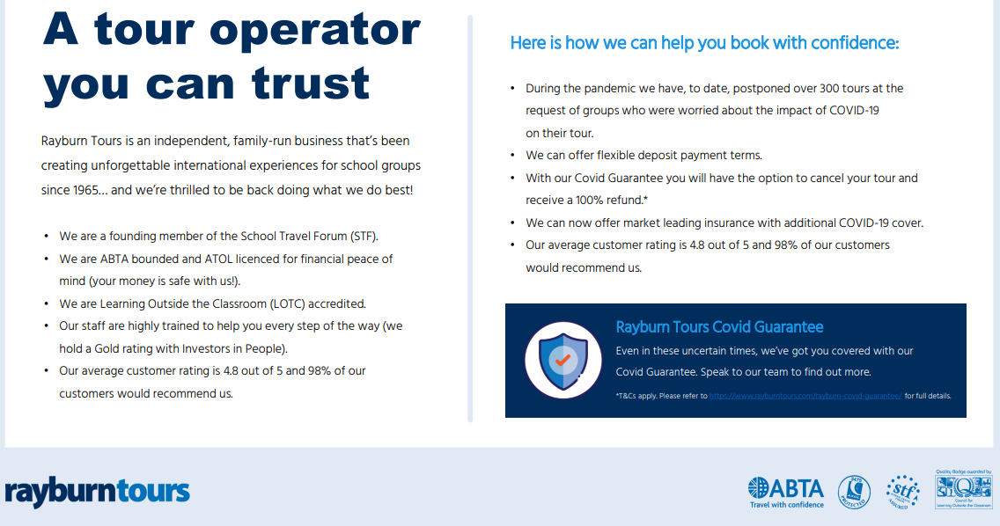 A tour operator
you can trust
Rayburn Tours is an independent, family-run business that's been
creating unforgettable international experiences for school groups
since 1965... and we're thrilled to be back doing what we do best!
• We are a founding member of the School Travel Forum (STF).
• We are ABTA bounded and ATOL licenced for financial peace of
mind (your money is safe with us!).
• We are Learning Outside the Classroom (LOTC) accredited.
• Our staff are highly trained to help you every step of the way (we
hold a Gold rating with Investors in People).
• Our average customer rating is 4.8 out of 5 and 98% of our
customers would recommend us.
Here is how we can help you book with confidence:
• During the pandemic we have, to date, postponed over 300 tours at the
request of groups who were worried about the impact of COVID-19
on their tour.
• We can offer flexible deposit payment terms.
• With our Covid Guarantee you will have the option to cancel your tour and
receive a 100% refund.*
• We can now offer market leading insurance with additional COVID-19 cover.
• Our average customer rating is 4.8 out of 5 and 98% of our customers
would recommend us.
Rayburn Tours Covid Guarantee
Even in these uncertain times, we've got you covered with our
Covid Guarantee. Speak to our team to find out more.
*T&Cs apply. Please refer to https://www.rayburntours.com/rayburn-covid-guarantee/ for full details.
rayburntours
ABTA
Travel with confidence
PROTECTED
stf
ASSURED
Quality Badge awarded by
Council for
Learning Outside the Classroom